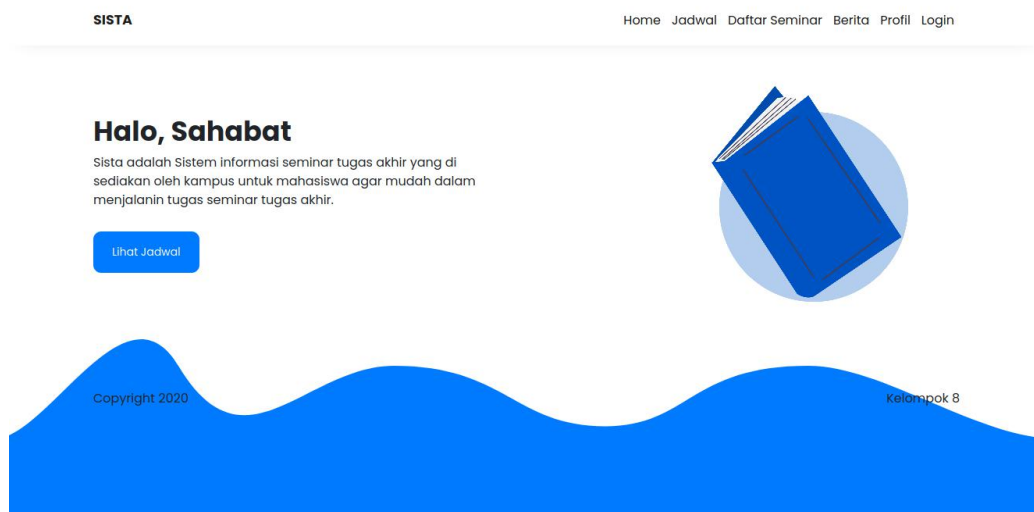 SISTA
Home Jadwal Daftar Seminar Berita Profil Login
Halo, Sahabat
Sista adalah Sistem informasi seminar tugas akhir yang di
sediakan oleh kampus untuk mahasiswa agar mudah dalam
menjalanin tugas seminar tugas akhir.
Lihat Jadwal
Copyright 2020
Kelompok 8